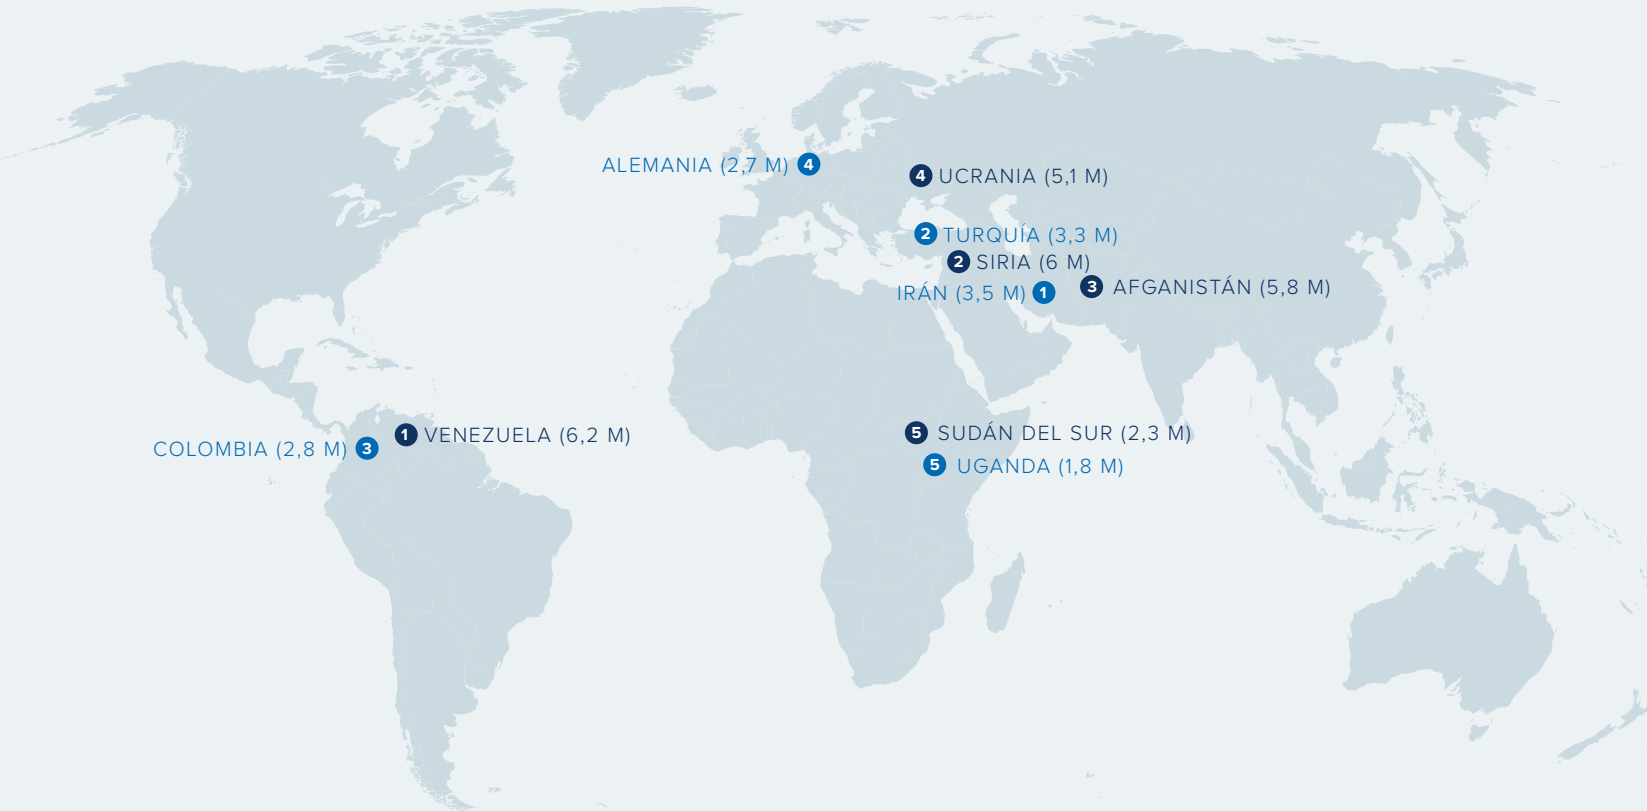 ALEMANIA (2,7 M) 4
4 UCRANIA (5,1 M)
2 TURQUÍA (3,3 M)
2 SIRIA (6 M)
IRÁN (3,5 M) 1
3 AFGANISTÁN (5,8 M)
COLOMBIA (2,8 M) 3
1 VENEZUELA (6,2 M)
5 SUDÁN DEL SUR (2,3 M)
5 UGANDA (1,8 M)